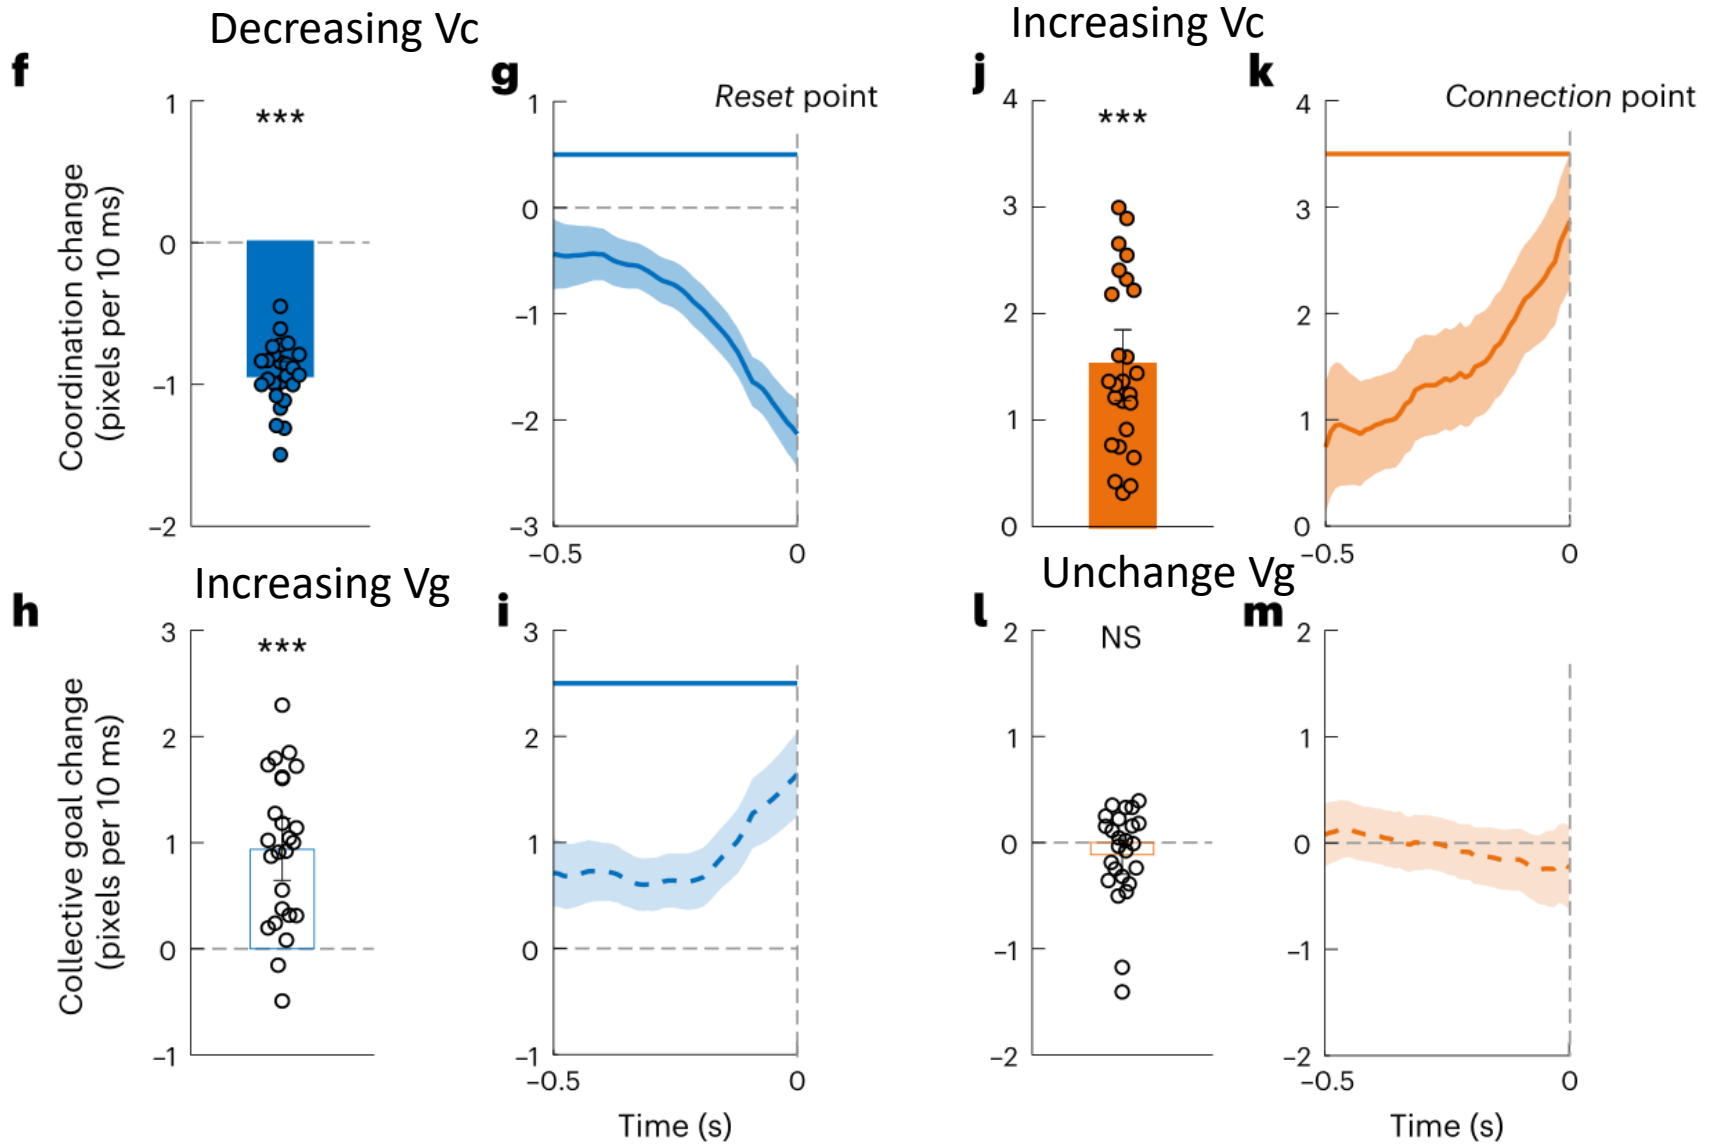 Decreasing Vc
Increasing Vc
f
g
j
k
Reset point
Connection point
***
***
Coordination change
(pixels per 10 ms)
1
0
−1
−2
1
0
−1
−2
−3
−0.5
0
4
3
2
1
0
4
3
2
1
0
−0.5
0
Increasing Vg
Unchange Vg
h
i
l
m
***
NS
Collective goal change
(pixels per 10 ms)
3
2
1
0
−1
3
2
1
0
−1
−0.5
0
Time (s)
2
1
0
−1
−2
2
1
0
−1
−2
−0.5
0
Time (s)